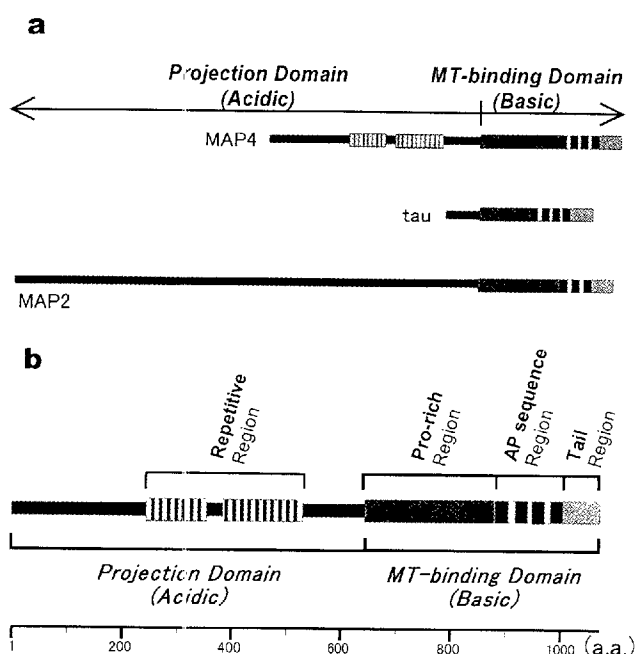 a
Projection Domain
(Acidic)
MT-binding Domain
(Basic)
MAP4
tau
MAP2
b
Repetitive
Region
Pro-rich
Region
AP sequence
Region
Tail
Region
Projection Domain
(Acidic)
MT-binding Domain
(Basic)
1 200 400 600 800 1000 (a.a.)